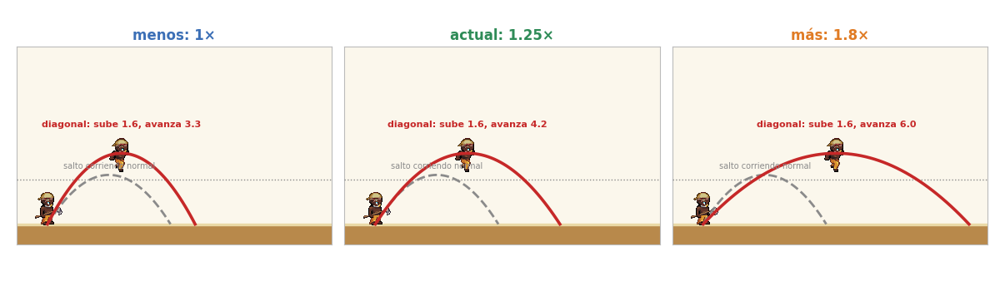 menos: 1×
diagonal: sube 1.6, avanza 3.3
salto corriendo normal
actual: 1.25×
diagonal: sube 1.6, avanza 4.2
salto corriendo normal
más: 1.8×
diagonal: sube 1.6, avanza 6.0
salto corriendo normal